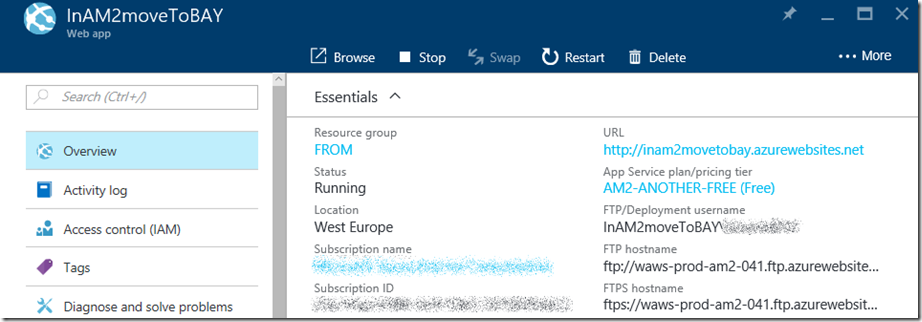 InAM2moveToBAY
Web app
Browse Stop Swap Restart Delete ... More
Search (Ctrl+/)
Overview
Activity log
Access control (IAM)
Tags
Diagnose and solve problems
Essentials
Resource group
FROM
Status
Running
Location
West Europe
Subscription name
Subscription ID
URL
http://inam2movetobay.azurewebsites.net
App Service plan/pricing tier
AM2-ANOTHER-FREE (Free)
FTP/Deployment username
InAM2moveToBAY\
FTP hostname
ftp://waws-prod-am2-041.ftp.azurewebsite...
FTPS hostname
ftps://waws-prod-am2-041.ftp.azurewebsit...